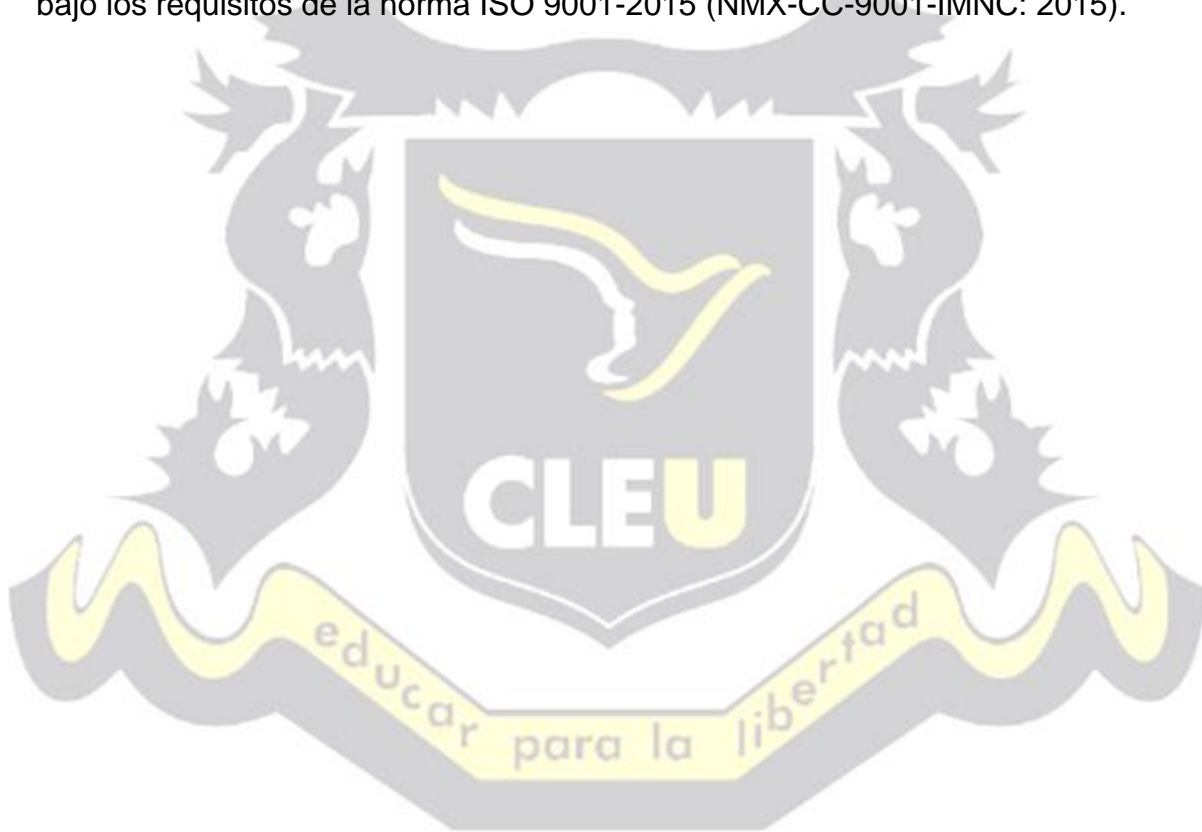 bajo los requisitos de la norma ISO 9001-2015 (NMX-CC-9001-IMNC: 2015).
CLEU
educar para la libertad